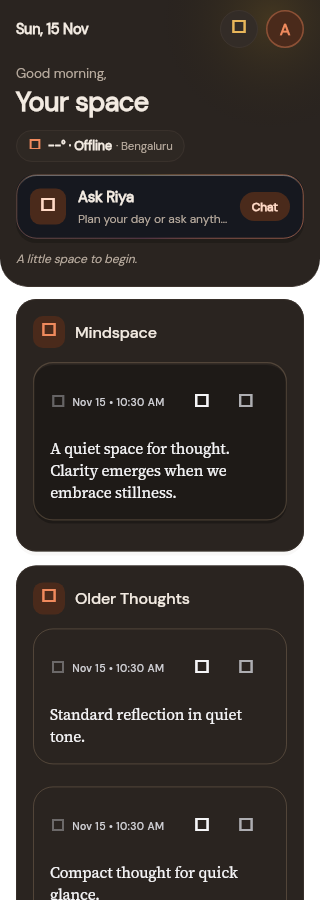 Sun, 15 Nov
A
Good morning,
Your space
--° · Offline · Bengaluru
Ask Riya
Plan your day or ask anyth...
Chat
A little space to begin.
Mindspace
Nov 15 • 10:30 AM
A quiet space for thought.
Clarity emerges when we
embrace stillness.
Older Thoughts
Nov 15 • 10:30 AM
Standard reflection in quiet
tone.
Nov 15 • 10:30 AM
Compact thought for quick
glance.